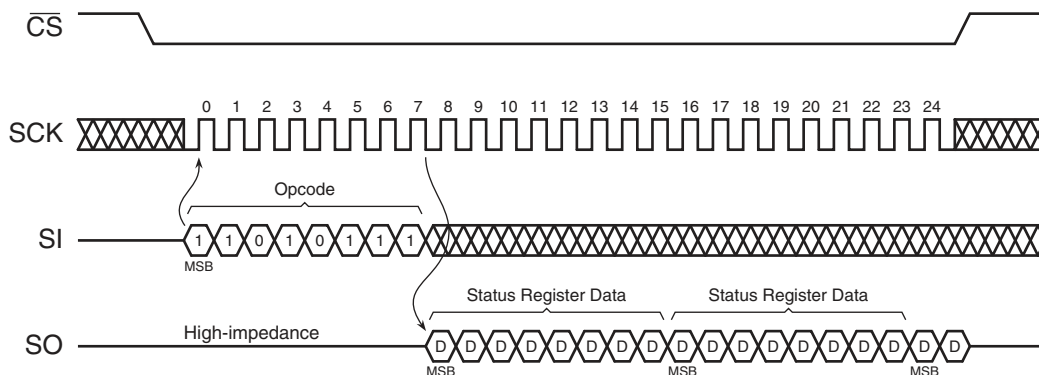 CS
0 1 2 3 4 5 6 7 8 9 10 11 12 13 14 15 16 17 18 19 20 21 22 23 24
SCK
Opcode
SI
1 1 0 1 0 1 1 1
MSB
Status Register Data Status Register Data
High-impedance
SO
D D D D D D D D D D D D D D D D D D
MSB MSB MSB